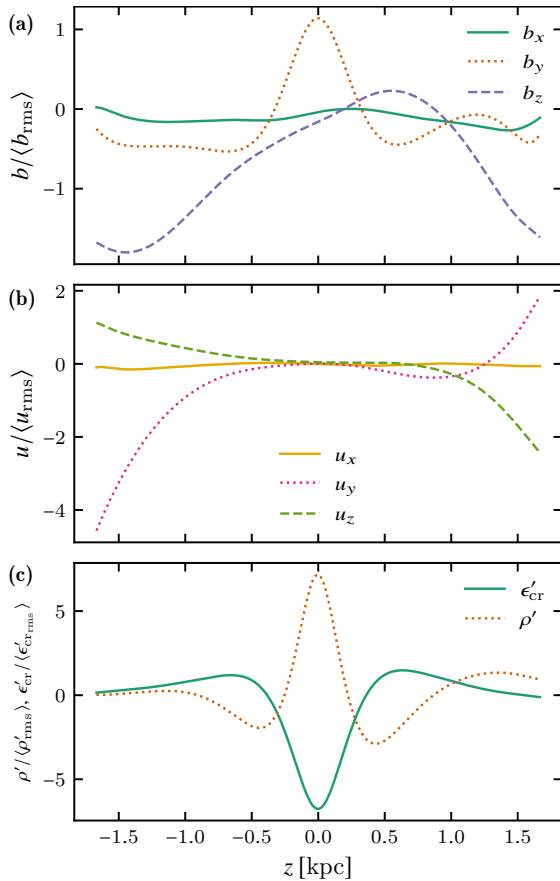 (a)
b/⟨b_rms⟩
1
0
−1
b_x
b_y
b_z
(b)
u/⟨u_rms⟩
2
0
−2
−4
u_x
u_y
u_z
(c)
ρ′/⟨ρ′_rms⟩, ϵ′_cr/⟨ϵ′_cr_rms⟩
5
0
−5
ϵ′_cr
ρ′
−1.5 −1.0 −0.5 0.0 0.5 1.0 1.5
z [kpc]